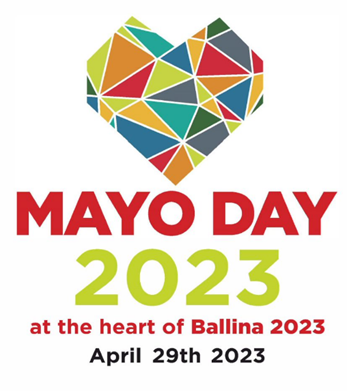 MAYO DAY
2023
at the heart of Ballina 2023
April 29th 2023